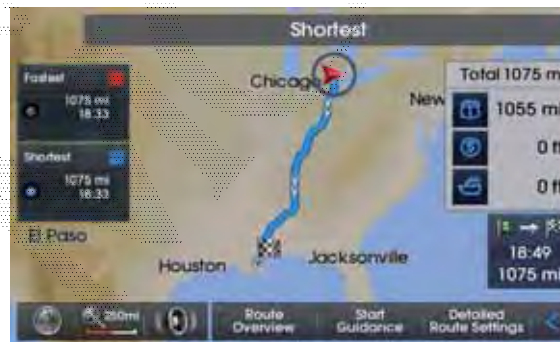 Shortest
Fastest
1075 mi
18:33
Shortest
1075 mi
18:33
Chicago
New
El Paso
Houston
Jacksonville
Total 1075 m
1055 mi
0 f
0 f
18:49
1075 mi
250mi
Route
Overview
Start
Guidance
Detailed
Route Settings